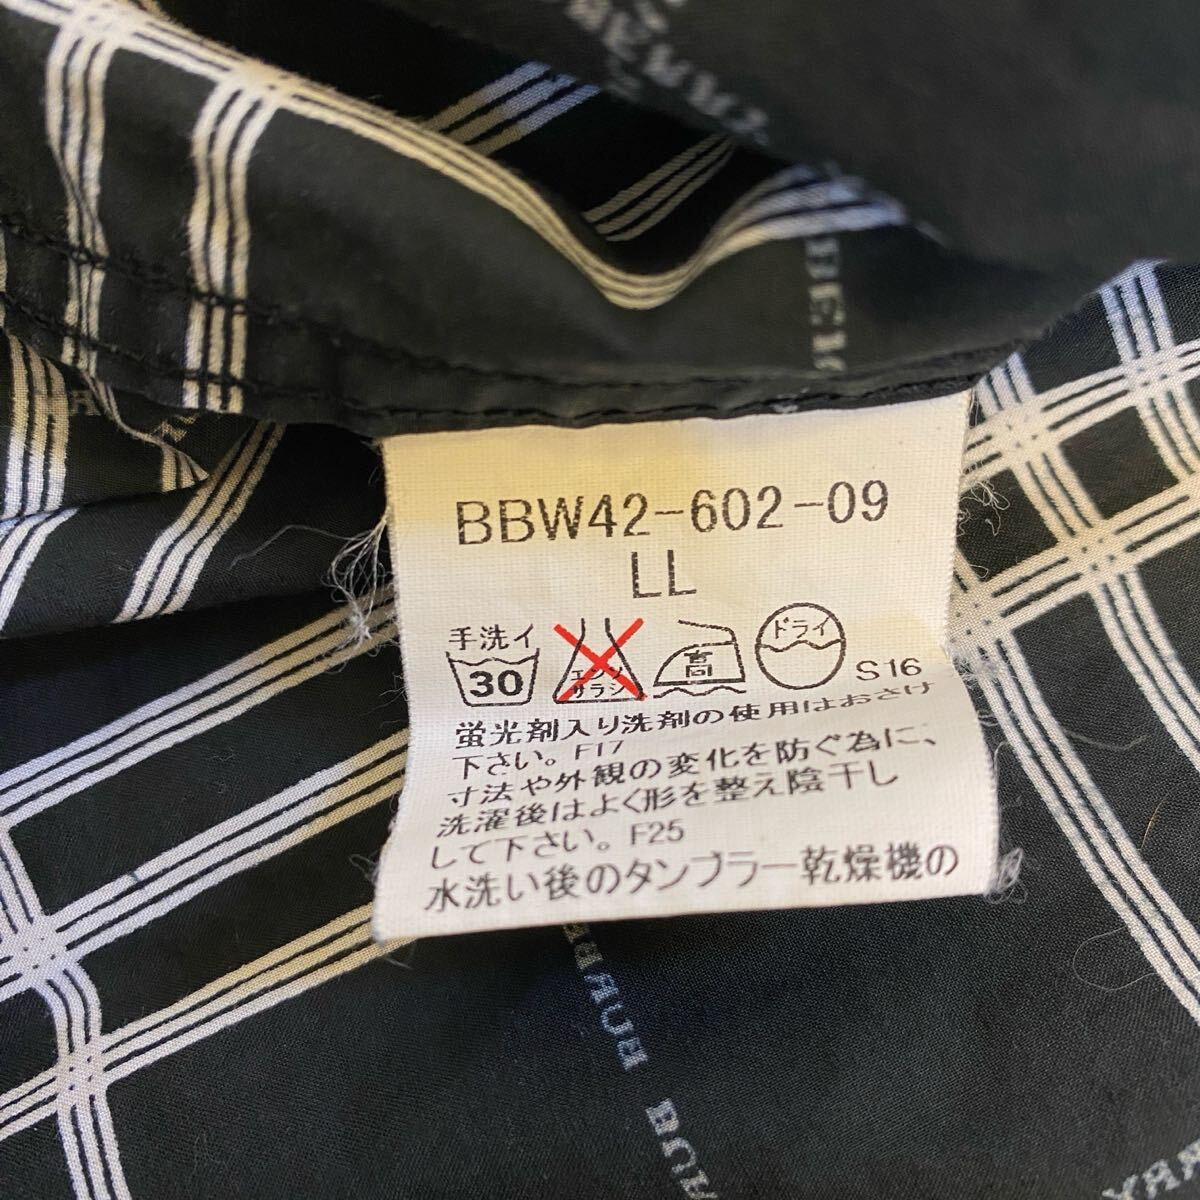 BBW42-602-09
LL
手洗イ
30
エンソ
サラシ
高
ドライ
S16
蛍光剤入り洗剤の使用はおさけ
下さい。F17
寸法や外観の変化を防ぐ為に、
洗濯後はよく形を整え陰干し
して下さい。F25
水洗い後のタンブラー乾燥機の